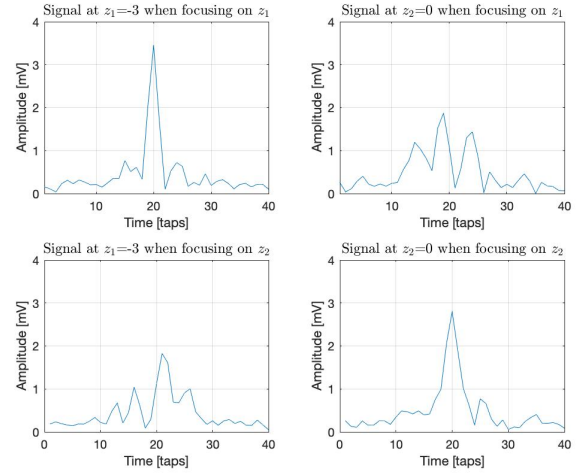 Signal at z₁=-3 when focusing on z₁
Amplitude [mV]
4
3
2
1
0
10 20 30 40
Time [taps]
Signal at z₂=0 when focusing on z₁
Amplitude [mV]
4
3
2
1
0
0 10 20 30 40
Time [taps]
Signal at z₁=-3 when focusing on z₂
Amplitude [mV]
4
3
2
1
0
0 10 20 30 40
Time [taps]
Signal at z₂=0 when focusing on z₂
Amplitude [mV]
4
3
2
1
0
0 10 20 30 40
Time [taps]